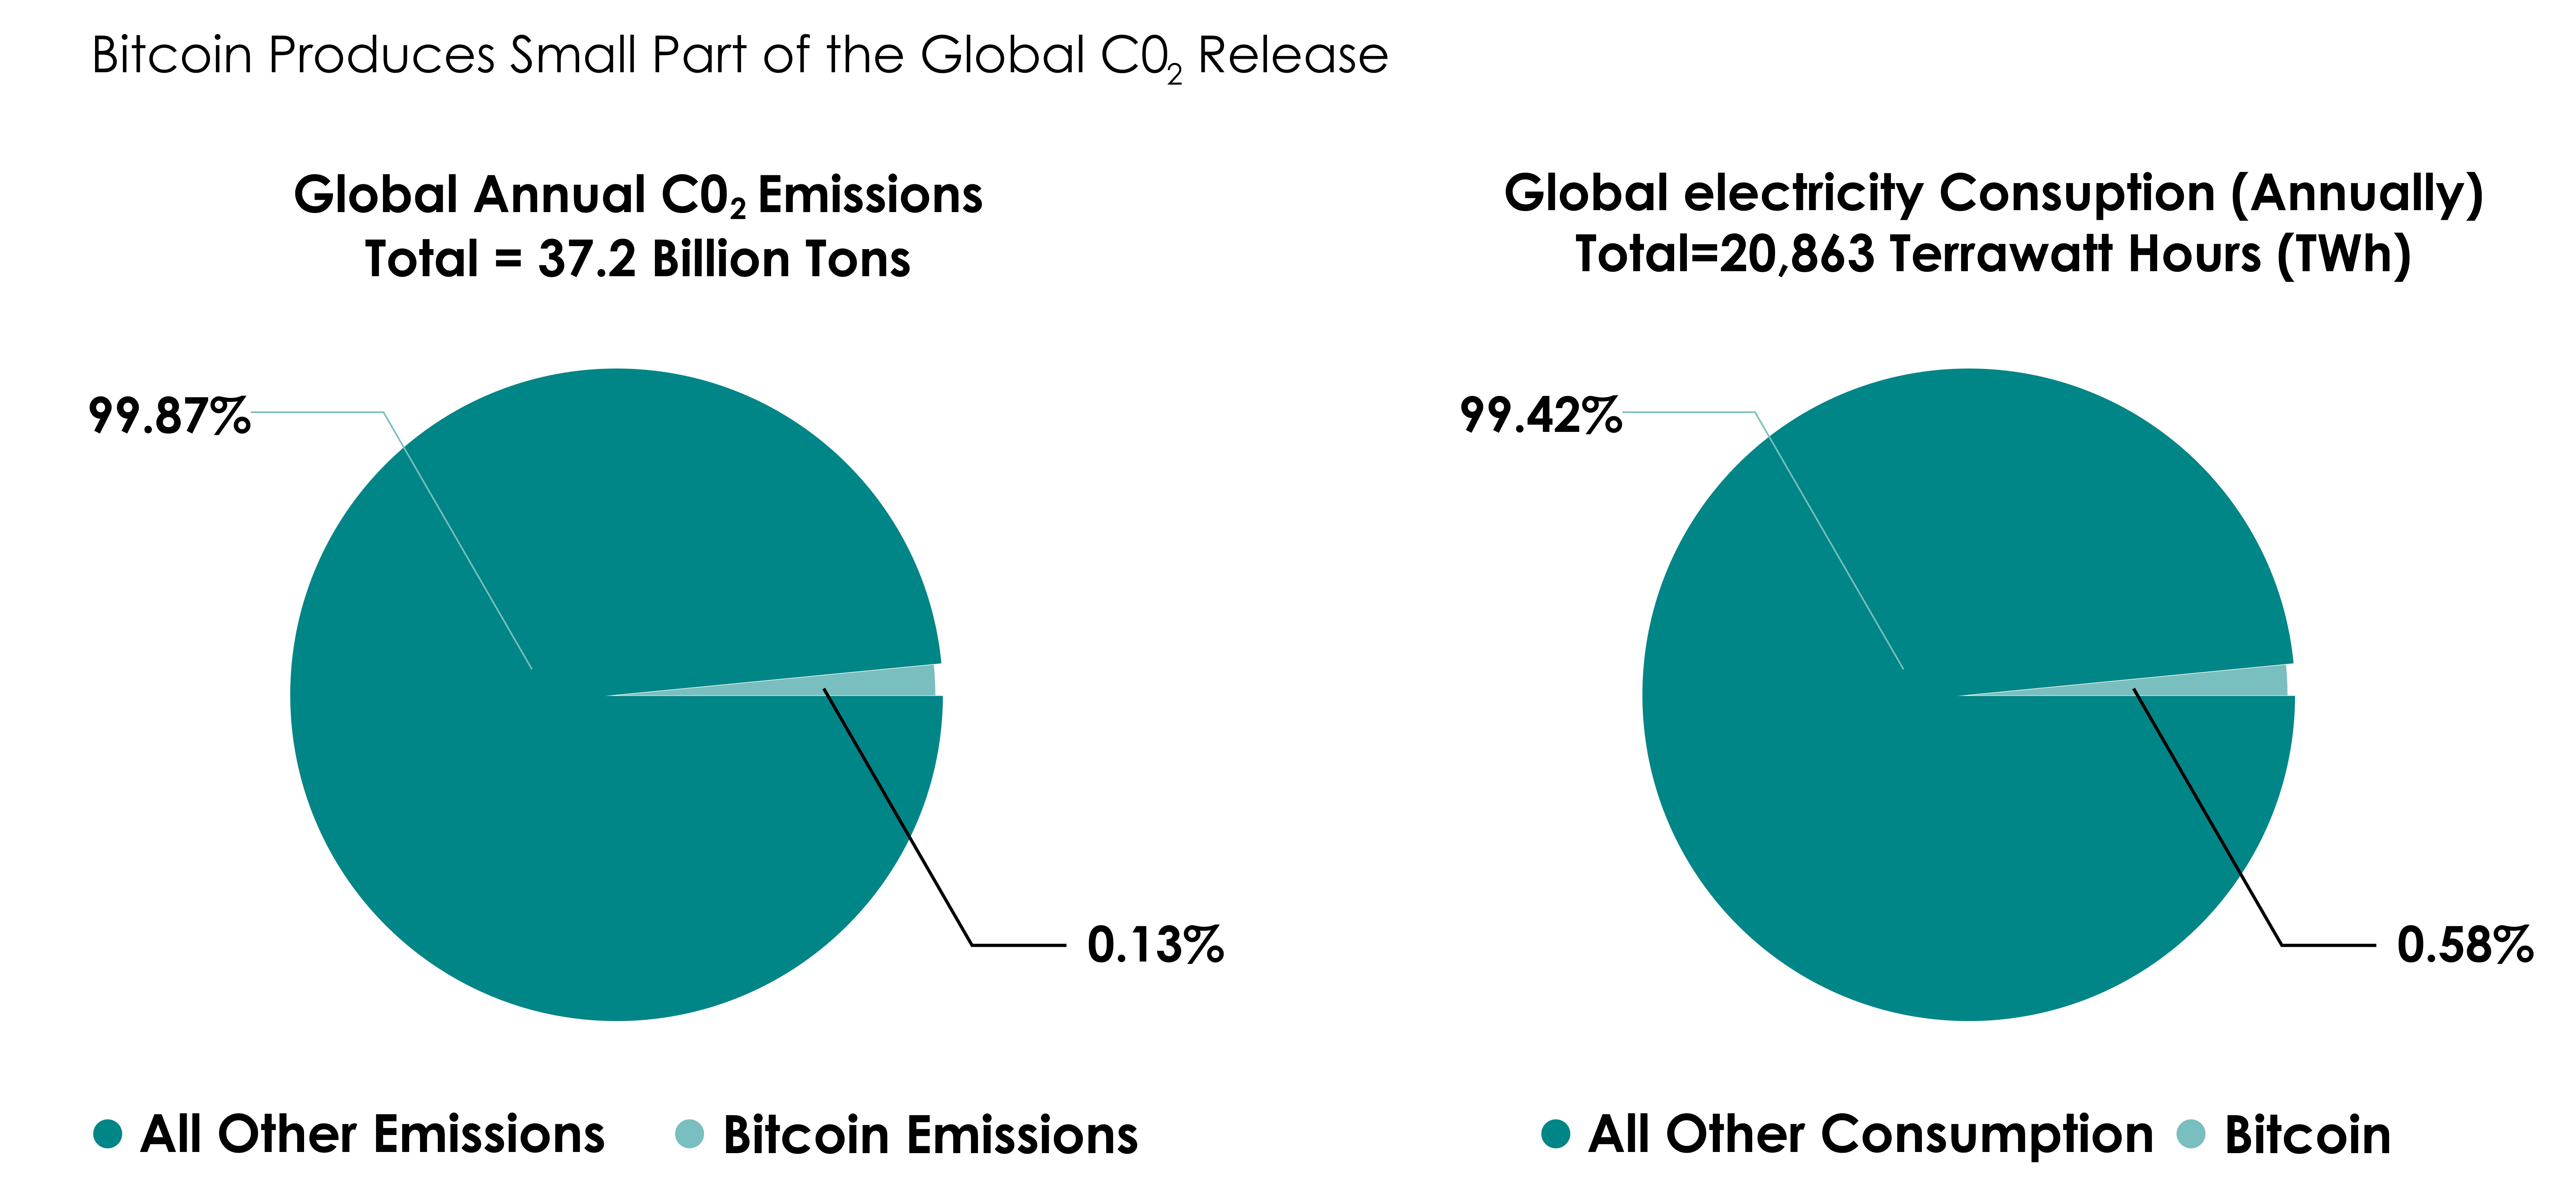 Bitcoin Produces Small Part of the Global C0₂ Release
Global Annual C0₂ Emissions
Total = 37.2 Billion Tons
99.87%
0.13%
All Other Emissions
Bitcoin Emissions
Global electricity Consuption (Annually)
Total=20,863 Terrawatt Hours (TWh)
99.42%
0.58%
All Other Consumption
Bitcoin